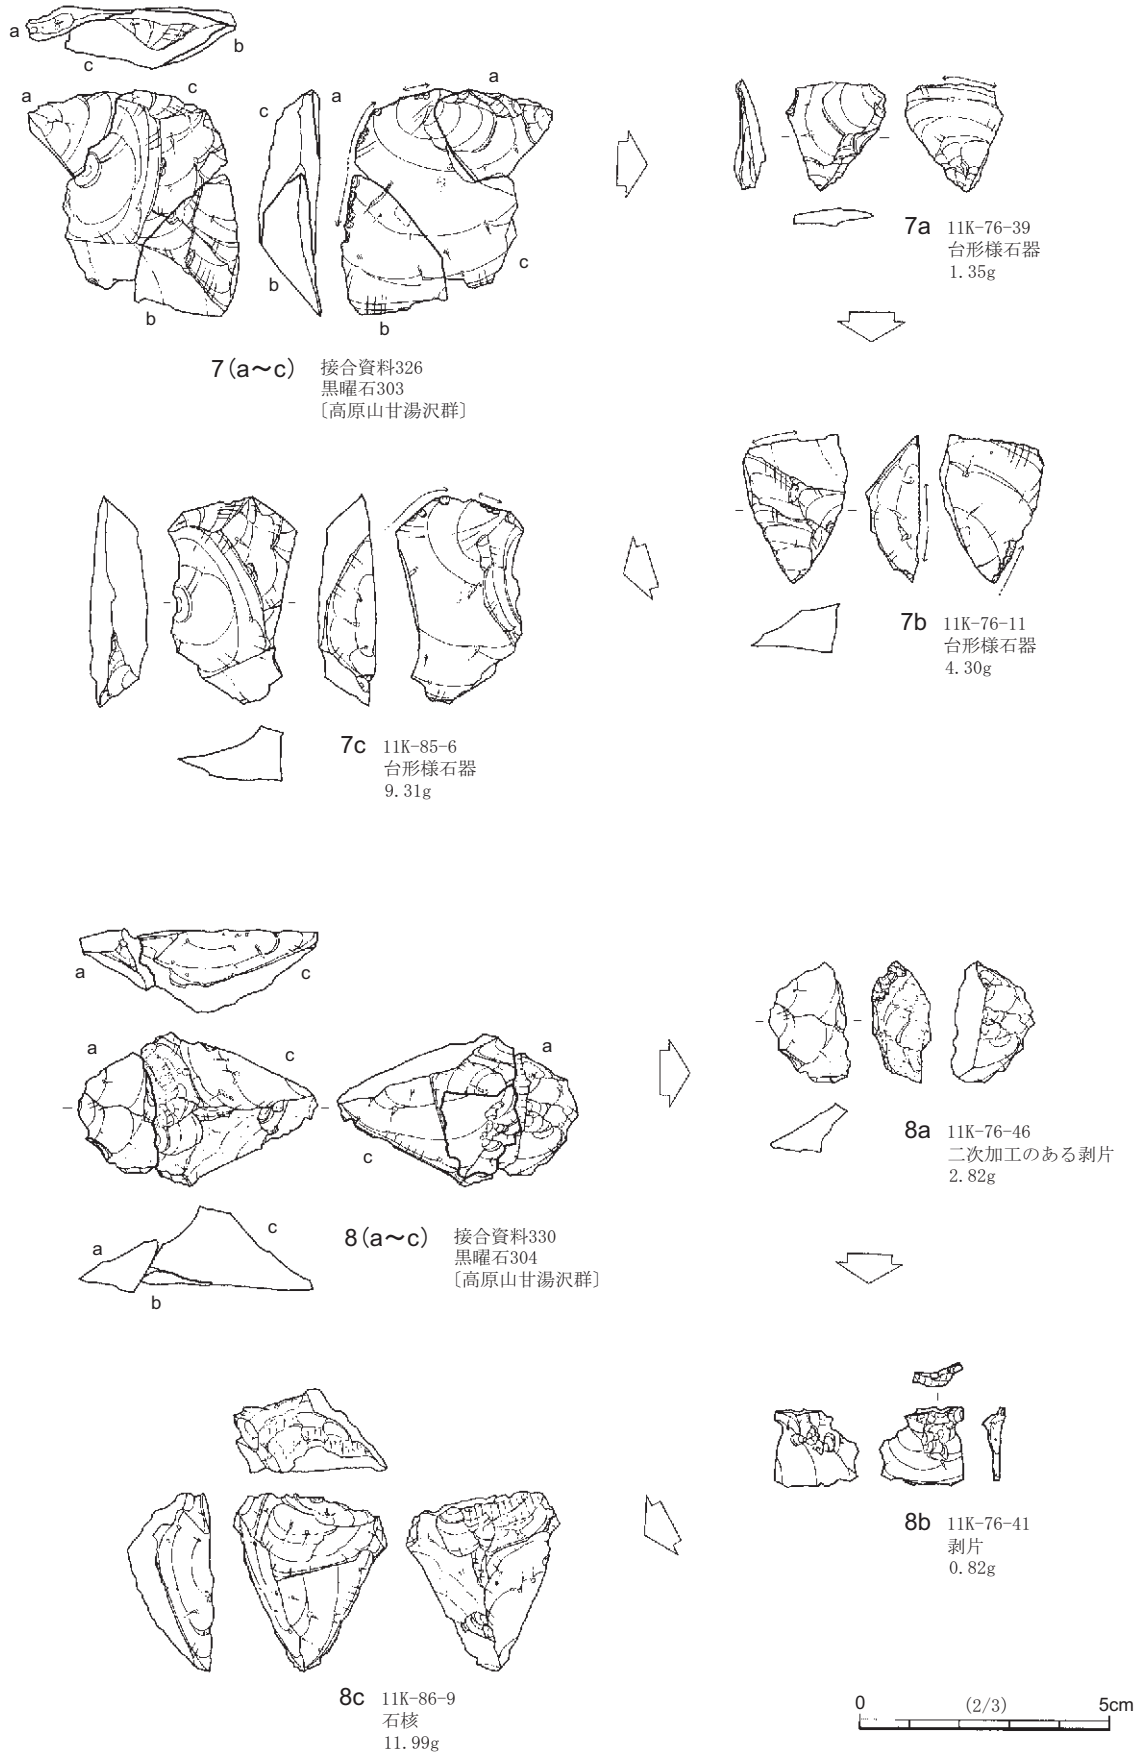 a
b
c
a
c
b
c
a
b
a
c
b
7(a〜c)
接合資料326
黒曜石303
〔高原山甘湯沢群〕
7a
11K-76-39
台形様石器
1.35g
7b
11K-76-11
台形様石器
4.30g
7c
11K-85-6
台形様石器
9.31g
a
c
a
c
a
c
a
c
b
8(a〜c)
接合資料330
黒曜石304
〔高原山甘湯沢群〕
8a
11K-76-46
二次加工のある剥片
2.82g
8b
11K-76-41
剥片
0.82g
8c
11K-86-9
石核
11.99g
0 (2/3) 5cm